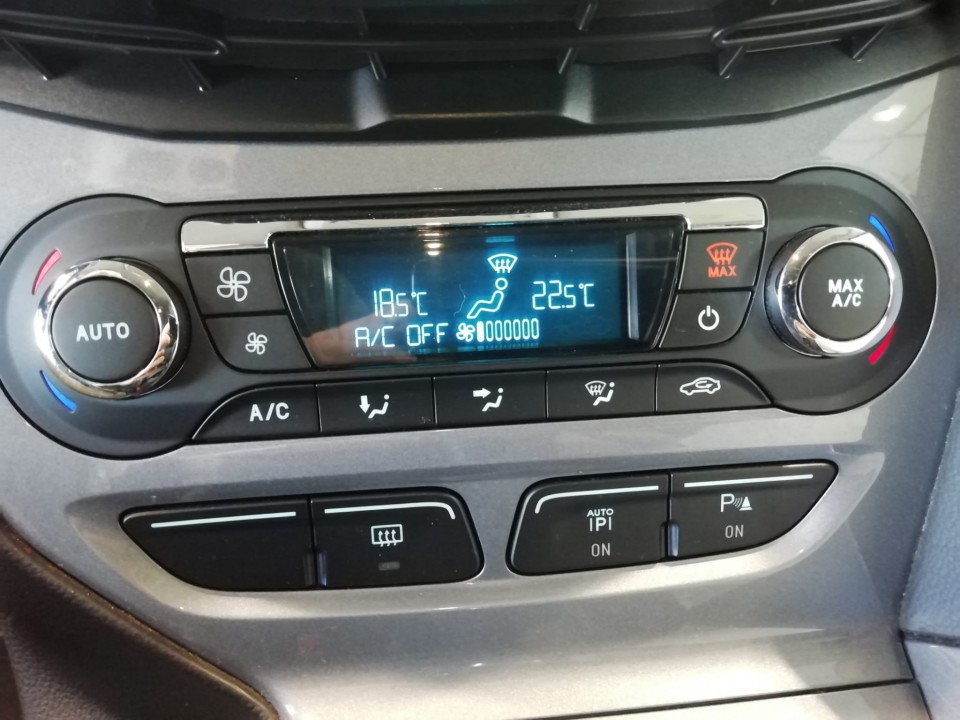 AUTO
18.5°C
22.5°C
A/C OFF
MAX
MAX
A/C
A/C
AUTO
IPI
ON
P
ON